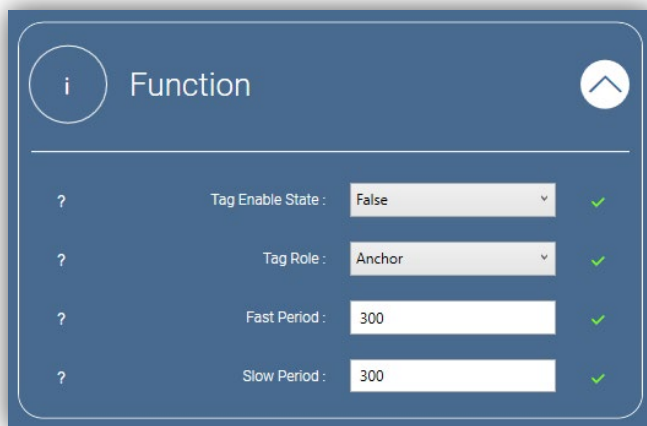 i Function
? Tag Enable State : False
? Tag Role : Anchor
? Fast Period : 300
? Slow Period : 300